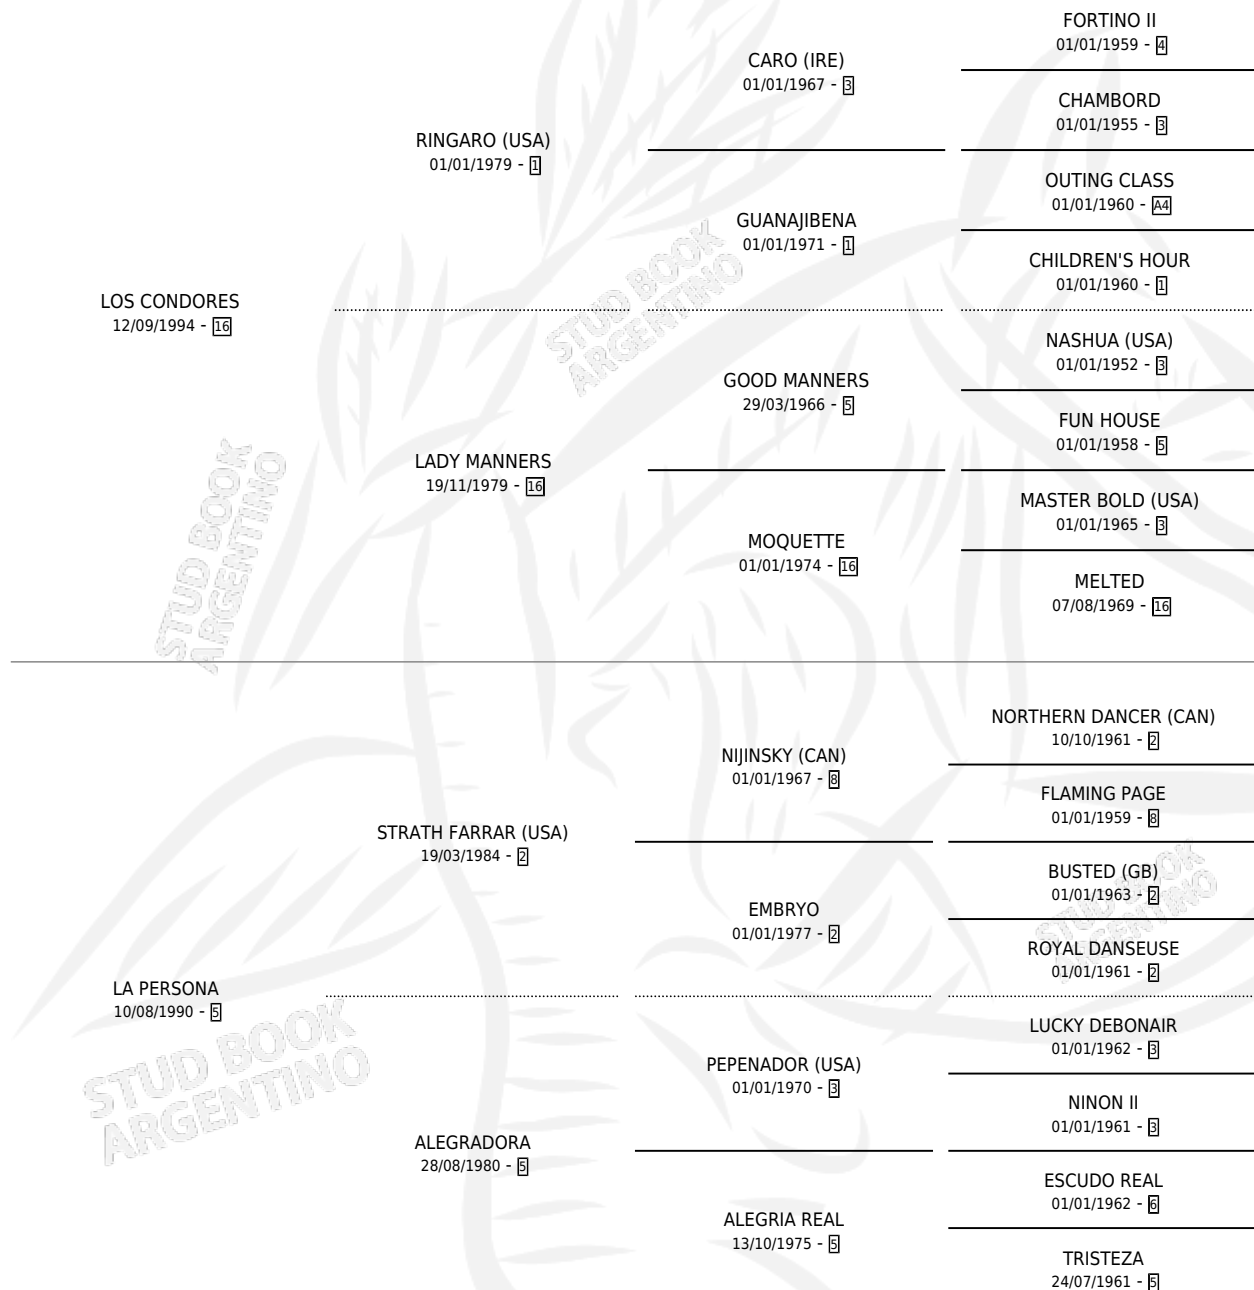 FORTINO II
01/01/1959 - 4
CARO (IRE)
01/01/1967 - 3
CHAMBORD
01/01/1955 - 3
RINGARO (USA)
01/01/1979 - 1
OUTING CLASS
01/01/1960 - A4
GUANAJIBENA
01/01/1971 - 1
CHILDREN'S HOUR
01/01/1960 - 1
LOS CONDORES
12/09/1994 - 16
STUD BOOK
ARGENTINO
NASHUA (USA)
01/01/1952 - 3
GOOD MANNERS
29/03/1966 - 5
FUN HOUSE
01/01/1958 - 5
LADY MANNERS
19/11/1979 - 16
MASTER BOLD (USA)
01/01/1965 - 3
MOQUETTE
01/01/1974 - 16
MELTED
07/08/1969 - 16
STUD BOOK
ARGENTINO
NORTHERN DANCER (CAN)
10/10/1961 - 2
NIJINSKY (CAN)
01/01/1967 - 8
FLAMING PAGE
01/01/1959 - 8
STRATH FARRAR (USA)
19/03/1984 - 2
BUSTED (GB)
01/01/1963 - 2
EMBRYO
01/01/1977 - 2
STUD BOOK
ARGENTINO
ROYAL DANSEUSE
01/01/1961 - 2
LA PERSONA
10/08/1990 - 5
STUD BOOK
ARGENTINO
LUCKY DEBONAIR
01/01/1962 - 3
PEPENADOR (USA)
01/01/1970 - 3
NINON II
01/01/1961 - 3
ALEGRADORA
28/08/1980 - 5
ESCUDO REAL
01/01/1962 - 6
ALEGRIA REAL
13/10/1975 - 5
TRISTEZA
24/07/1961 - 5